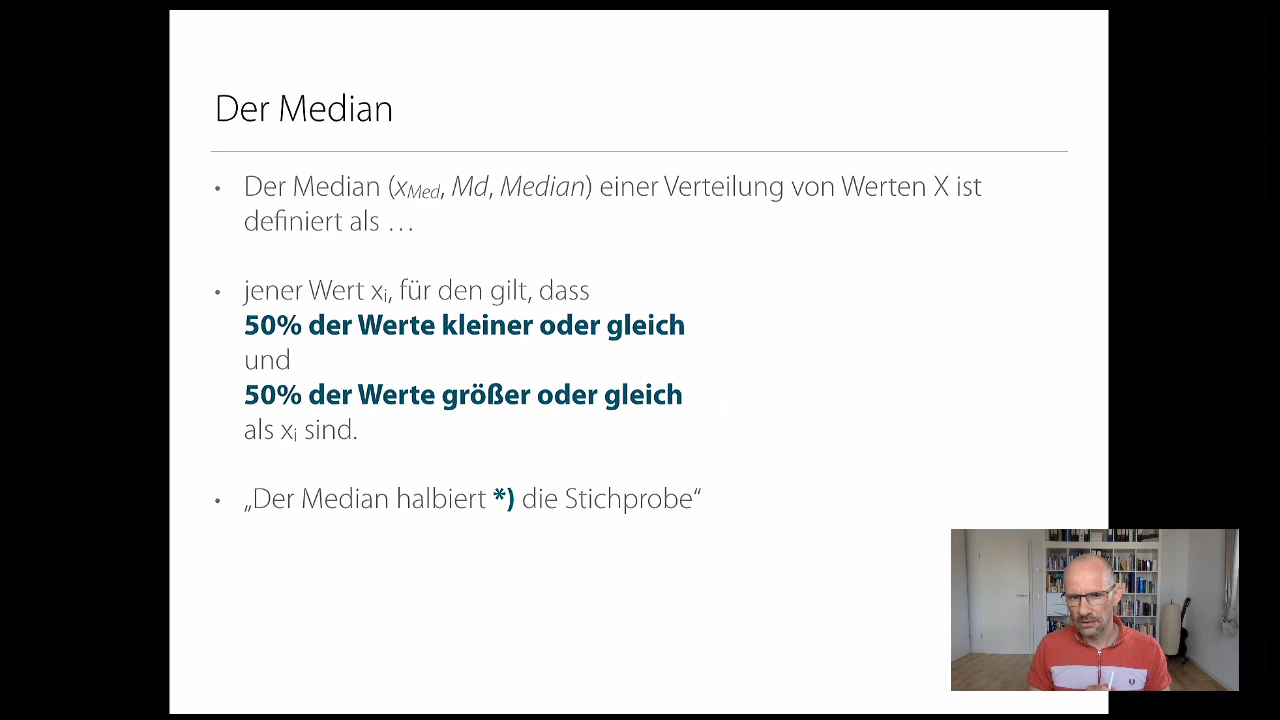 Der Median
• Der Median (xMed, Md, Median) einer Verteilung von Werten X ist
definiert als …
• jener Wert xi, für den gilt, dass
50% der Werte kleiner oder gleich
und
50% der Werte größer oder gleich
als xi sind.
• „Der Median halbiert *) die Stichprobe“